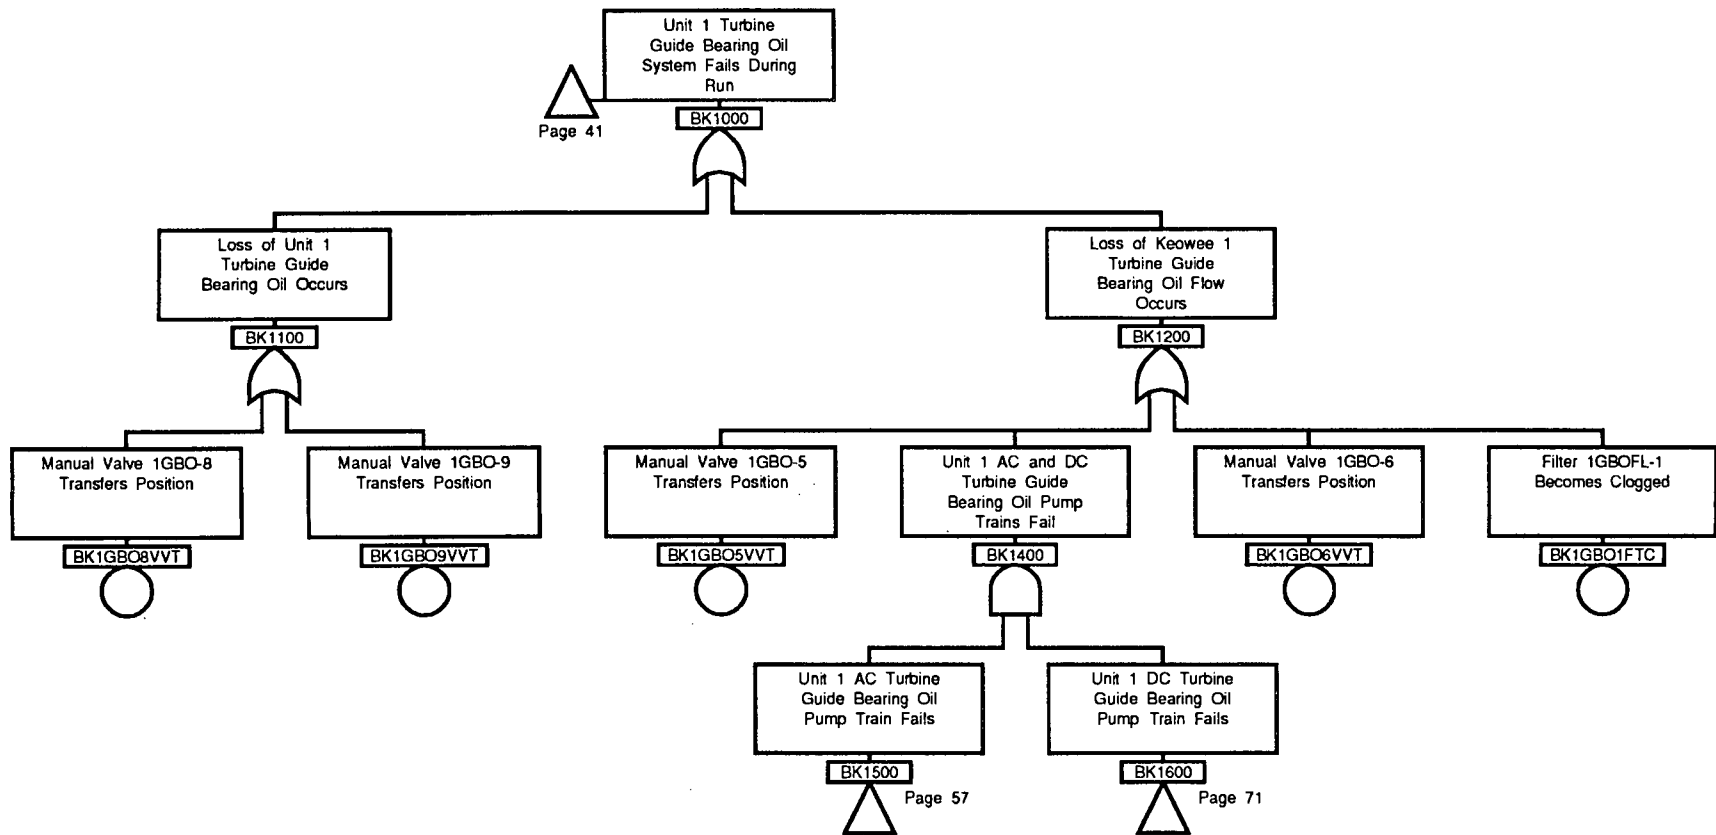 Unit 1 Turbine
Guide Bearing Oil
System Fails During
Run
Page 41
BK1000
Loss of Unit 1
Turbine Guide
Bearing Oil Occurs
BK1100
Loss of Keowee 1
Turbine Guide
Bearing Oil Flow
Occurs
BK1200
Manual Valve 1GBO-8
Transfers Position
BK1GBO8VVT
Manual Valve 1GBO-9
Transfers Position
BK1GBO9VVT
Manual Valve 1GBO-5
Transfers Position
BK1GBO5VVT
Unit 1 AC and DC
Turbine Guide
Bearing Oil Pump
Trains Fail
BK1400
Manual Valve 1GBO-6
Transfers Position
BK1GBO6VVT
Filter 1GBOFL-1
Becomes Clogged
BK1GBO1FTC
Unit 1 AC Turbine
Guide Bearing Oil
Pump Train Fails
BK1500
Page 57
Unit 1 DC Turbine
Guide Bearing Oil
Pump Train Fails
BK1600
Page 71